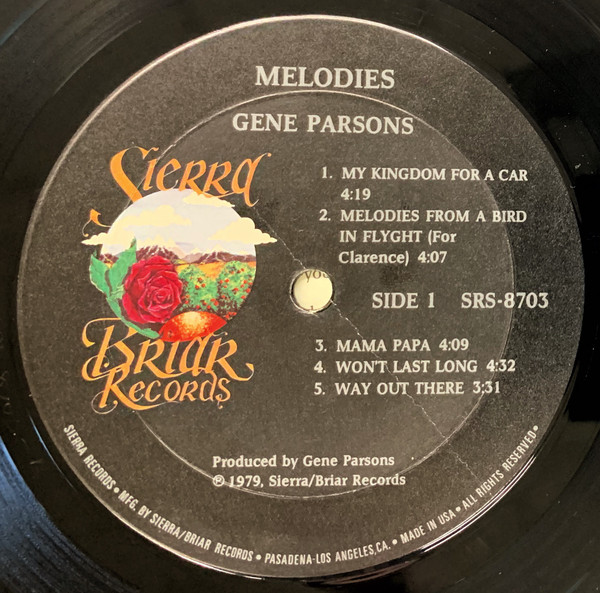 MELODIES
GENE PARSONS
Sierra
Briar
Records
1. MY KINGDOM FOR A CAR
4:19
2. MELODIES FROM A BIRD
IN FLYGHT (For
Clarence) 4:07
SIDE 1 SRS-8703
3. MAMA PAPA 4:09
4. WON'T LAST LONG 4:32
5. WAY OUT THERE 3:31
Produced by Gene Parsons
℗ 1979, Sierra/Briar Records
SIERRA RECORDS • MFG. BY SIERRA/BRIAR RECORDS • PASADENA-LOS ANGELES, CA. • MADE IN USA • ALL RIGHTS RESERVED •